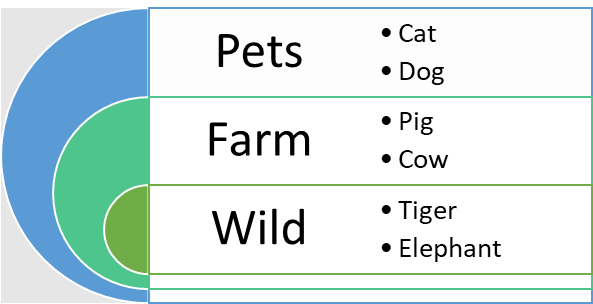 Pets
• Cat
• Dog
Farm
• Pig
• Cow
Wild
• Tiger
• Elephant